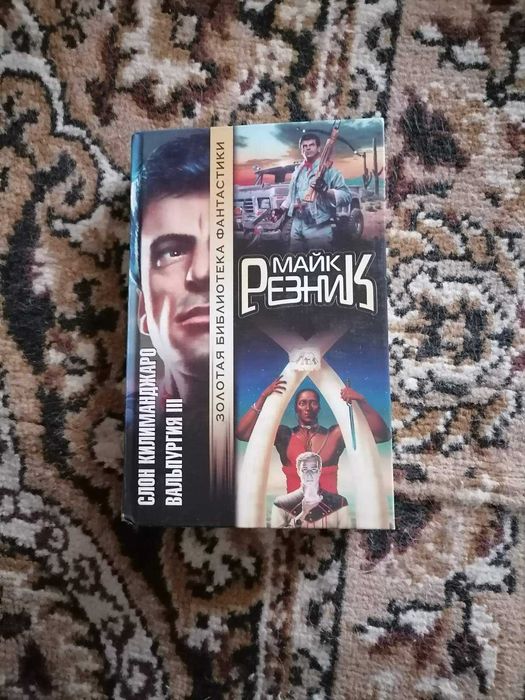 СЛОН КИЛИМАНДЖАРО
ВАЛЬПУРГИЯ III
ЗОЛОТАЯ БИБЛИОТЕКА ФАНТАСТИКИ
МАЙК
РЕЗНИК